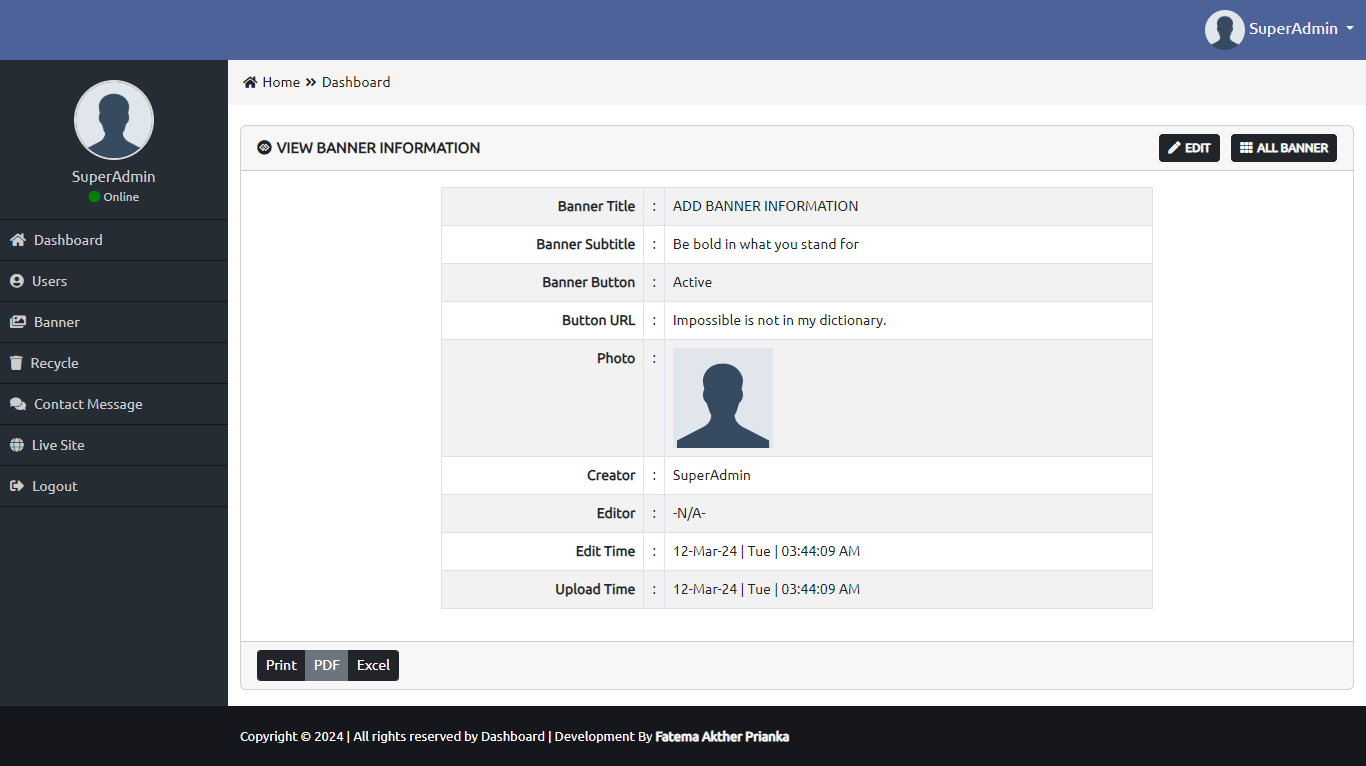 SuperAdmin
SuperAdmin
Online
Dashboard
Users
Banner
Recycle
Contact Message
Live Site
Logout
Home » Dashboard
VIEW BANNER INFORMATION
EDIT
ALL BANNER
Banner Title : ADD BANNER INFORMATION
Banner Subtitle : Be bold in what you stand for
Banner Button : Active
Button URL : Impossible is not in my dictionary.
Photo :
Creator : SuperAdmin
Editor : -N/A-
Edit Time : 12-Mar-24 | Tue | 03:44:09 AM
Upload Time : 12-Mar-24 | Tue | 03:44:09 AM
Print PDF Excel
Copyright © 2024 | All rights reserved by Dashboard | Development By Fatema Akther Prianka